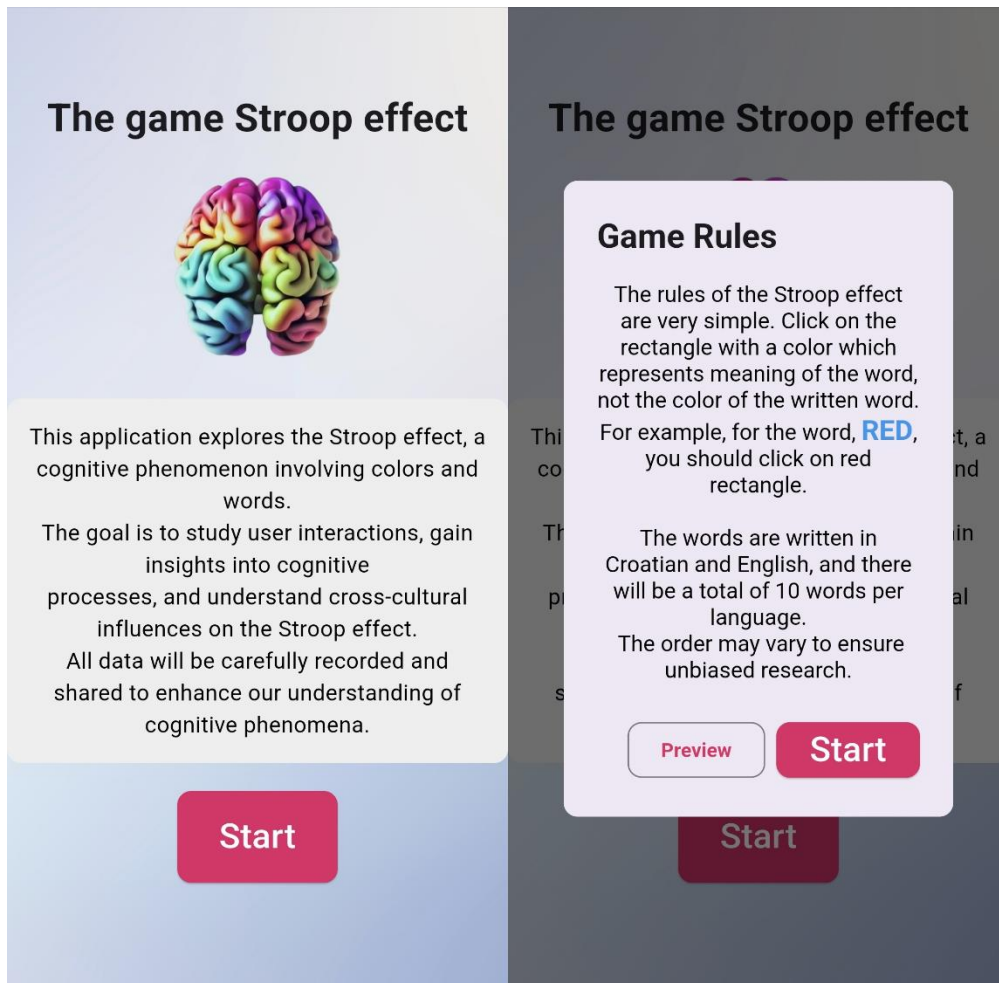 The game Stroop effect
This application explores the Stroop effect, a
cognitive phenomenon involving colors and
words.
The goal is to study user interactions, gain
insights into cognitive
processes, and understand cross-cultural
influences on the Stroop effect.
All data will be carefully recorded and
shared to enhance our understanding of
cognitive phenomena.
Start
The game Stroop effect
Game Rules
The rules of the Stroop effect
are very simple. Click on the
rectangle with a color which
represents meaning of the word,
not the color of the written word.
For example, for the word, RED,
you should click on red
rectangle.
The words are written in
Croatian and English, and there
will be a total of 10 words per
language.
The order may vary to ensure
unbiased research.
Preview
Start
Start